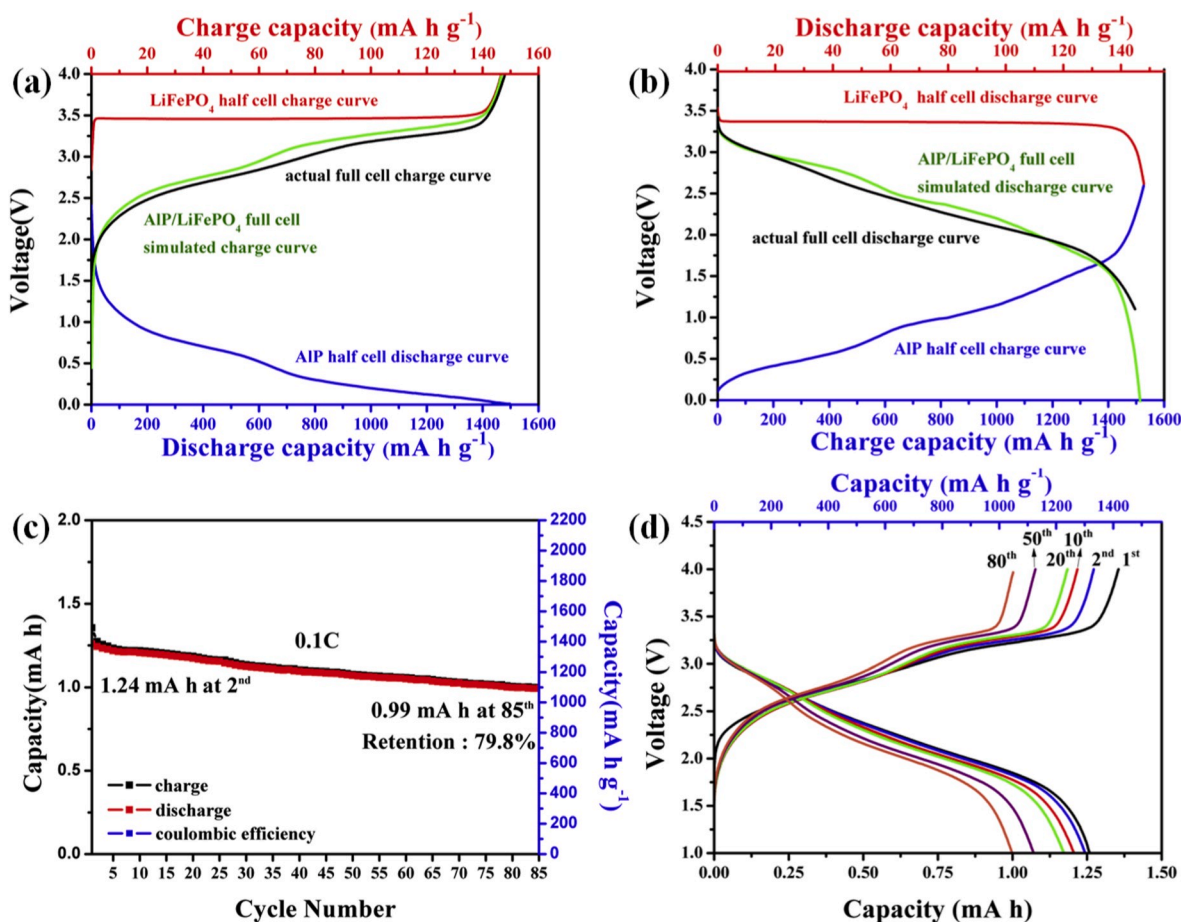 Charge capacity (mA h g-1)
0 20 40 60 80 100 120 140 160
(a)
4.0
3.5
3.0
2.5
2.0
1.5
1.0
0.5
0.0
Voltage(V)
LiFePO4 half cell charge curve
actual full cell charge curve
AlP/LiFePO4 full cell
simulated charge curve
AlP half cell discharge curve
0 200 400 600 800 1000 1200 1400 1600
Discharge capacity (mA h g-1)
Discharge capacity (mA h g-1)
0 20 40 60 80 100 120 140
(b)
4.0
3.5
3.0
2.5
2.0
1.5
1.0
0.5
0.0
Voltage(V)
LiFePO4 half cell discharge curve
AlP/LiFePO4 full cell
simulated discharge curve
actual full cell discharge curve
AlP half cell charge curve
0 200 400 600 800 1000 1200 1400 1600
Charge capacity (mA h g-1)
(c)
2.0
1.5
1.0
0.5
0.0
Capacity(mA h)
0.1C
1.24 mA h at 2nd
0.99 mA h at 85th
Retention : 79.8%
charge
discharge
coulombic efficiency
2200
2000
1800
1600
1400
1200
1000
800
600
400
200
0
Capacity(mA h g-1)
5 10 15 20 25 30 35 40 45 50 55 60 65 70 75 80 85
Cycle Number
Capacity (mA h g-1)
0 200 400 600 800 1000 1200 1400
(d)
4.5
4.0
3.5
3.0
2.5
2.0
1.5
1.0
Voltage (V)
80th 50th 20th 10th 2nd 1st
0.00 0.25 0.50 0.75 1.00 1.25 1.50
Capacity (mA h)